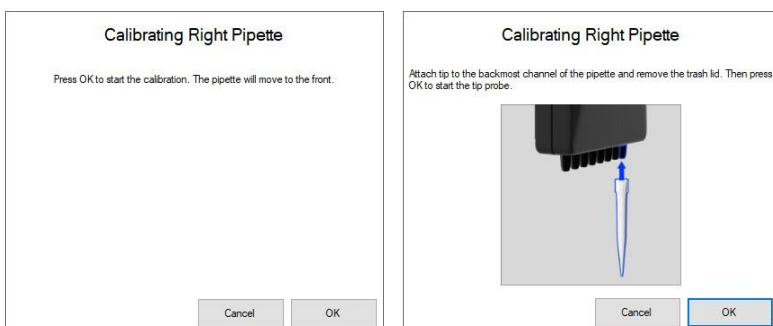 Calibrating Right Pipette
Press OK to start the calibration. The pipette will move to the front.
Cancel
OK
Calibrating Right Pipette
Attach tip to the backmost channel of the pipette and remove the trash lid. Then press
OK to start the tip probe.
Cancel
OK